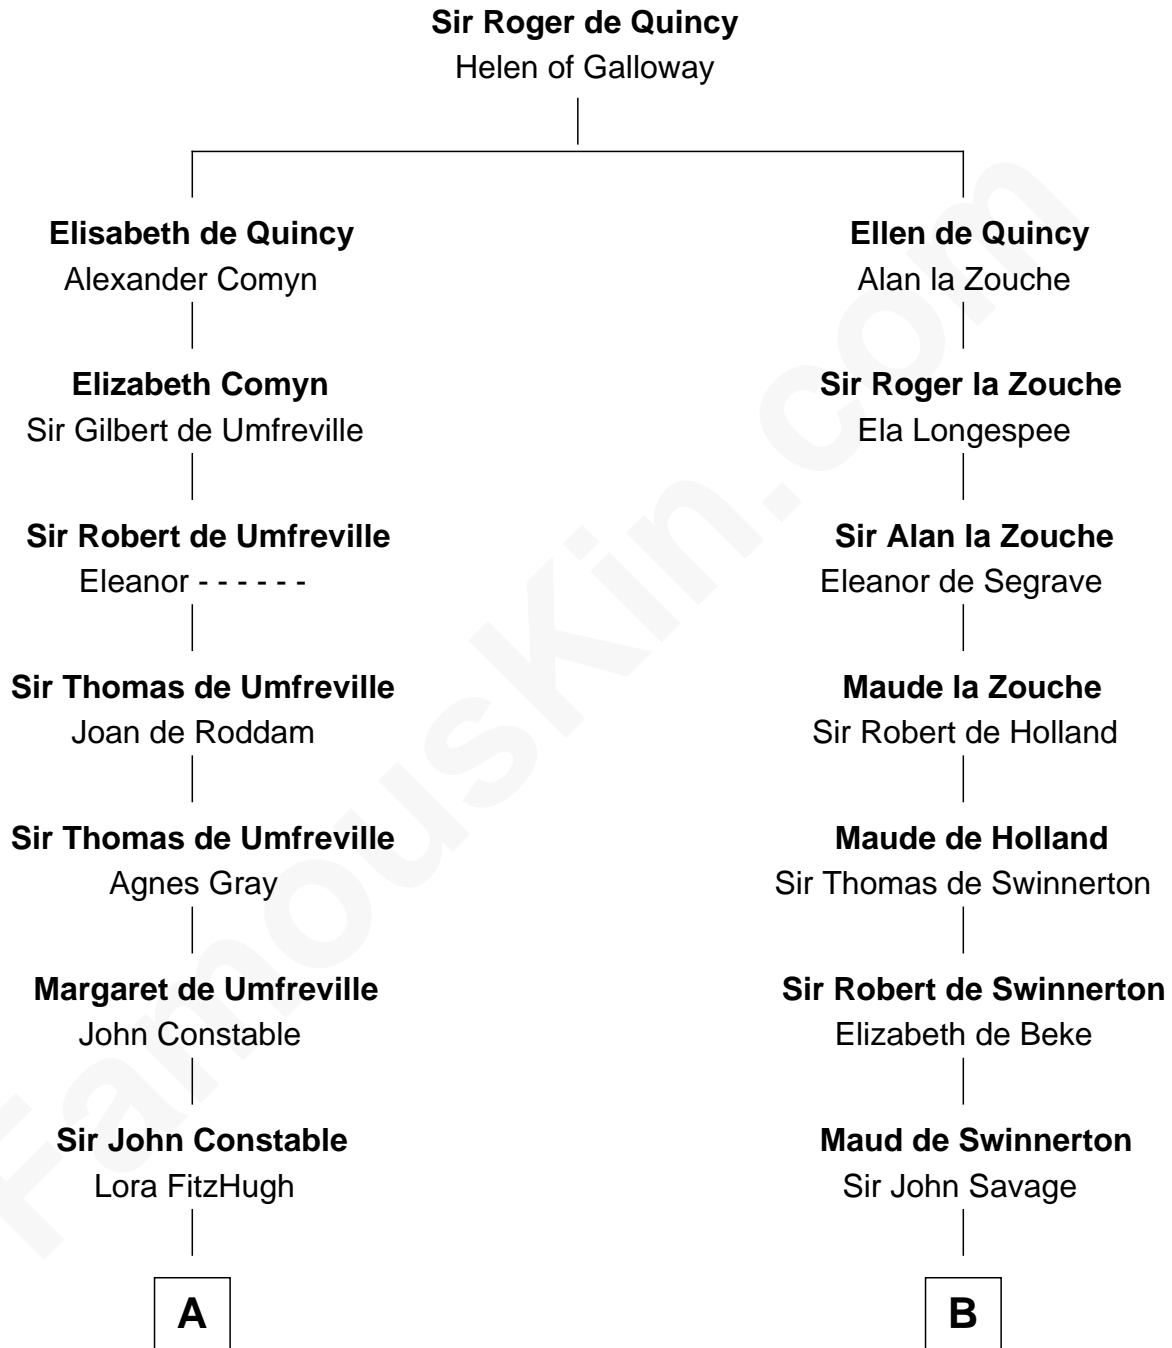 Sir Roger de Quincy
Helen of Galloway
Elisabeth de Quincy
Alexander Comyn
Ellen de Quincy
Alan la Zouche
Elizabeth Comyn
Sir Gilbert de Umfreville
Sir Roger la Zouche
Ela Longespee
Sir Robert de Umfreville
Eleanor - - - - - -
Sir Alan la Zouche
Eleanor de Segrave
Sir Thomas de Umfreville
Joan de Roddam
Maude la Zouche
Sir Robert de Holland
Sir Thomas de Umfreville
Agnes Gray
Maude de Holland
Sir Thomas de Swinnerton
Margaret de Umfreville
John Constable
Sir Robert de Swinnerton
Elizabeth de Beke
Sir John Constable
Lora FitzHugh
Maud de Swinnerton
Sir John Savage
A
B
FamousKin.com